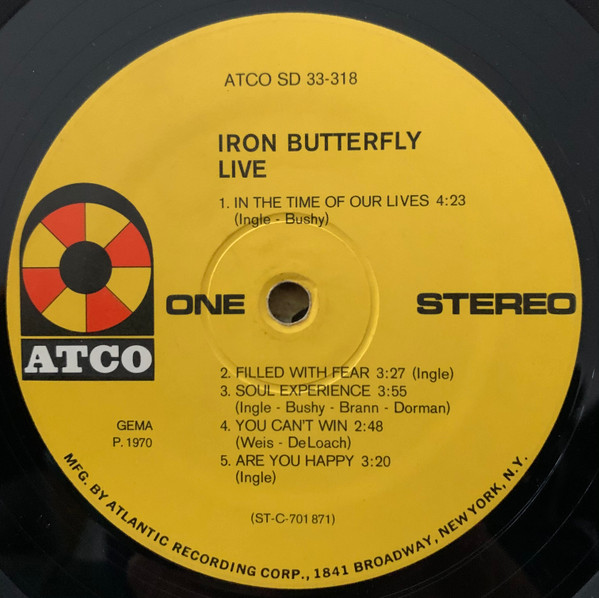 ATCO SD 33-318
IRON BUTTERFLY
LIVE
1. IN THE TIME OF OUR LIVES 4:23
(Ingle - Bushy)
ATCO
ONE
STEREO
2. FILLED WITH FEAR 3:27 (Ingle)
3. SOUL EXPERIENCE 3:55
(Ingle - Bushy - Brann - Dorman)
4. YOU CAN'T WIN 2:48
(Weis - DeLoach)
5. ARE YOU HAPPY 3:20
(Ingle)
GEMA
P. 1970
(ST-C-701 871)
MFG. BY ATLANTIC RECORDING CORP., 1841 BROADWAY, NEW YORK, N.Y.